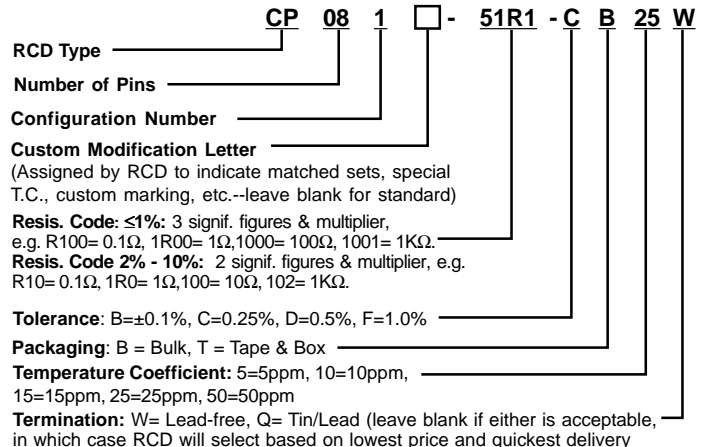 CP 08 1 □ - 51R1 - C B 25 W
RCD Type
Number of Pins
Configuration Number
Custom Modification Letter
(Assigned by RCD to indicate matched sets, special
T.C., custom marking, etc.--leave blank for standard)
Resis. Code: ≤1%: 3 signif. figures & multiplier,
e.g. R100= 0.1Ω, 1R00= 1Ω,1000= 100Ω, 1001= 1KΩ.
Resis. Code 2% - 10%: 2 signif. figures & multiplier, e.g.
R10= 0.1Ω, 1R0= 1Ω,100= 10Ω, 102= 1KΩ.
Tolerance: B=±0.1%, C=0.25%, D=0.5%, F=1.0%
Packaging: B = Bulk, T = Tape & Box
Temperature Coefficient: 5=5ppm, 10=10ppm,
15=15ppm, 25=25ppm, 50=50ppm
Termination: W= Lead-free, Q= Tin/Lead (leave blank if either is acceptable,
in which case RCD will select based on lowest price and quickest delivery